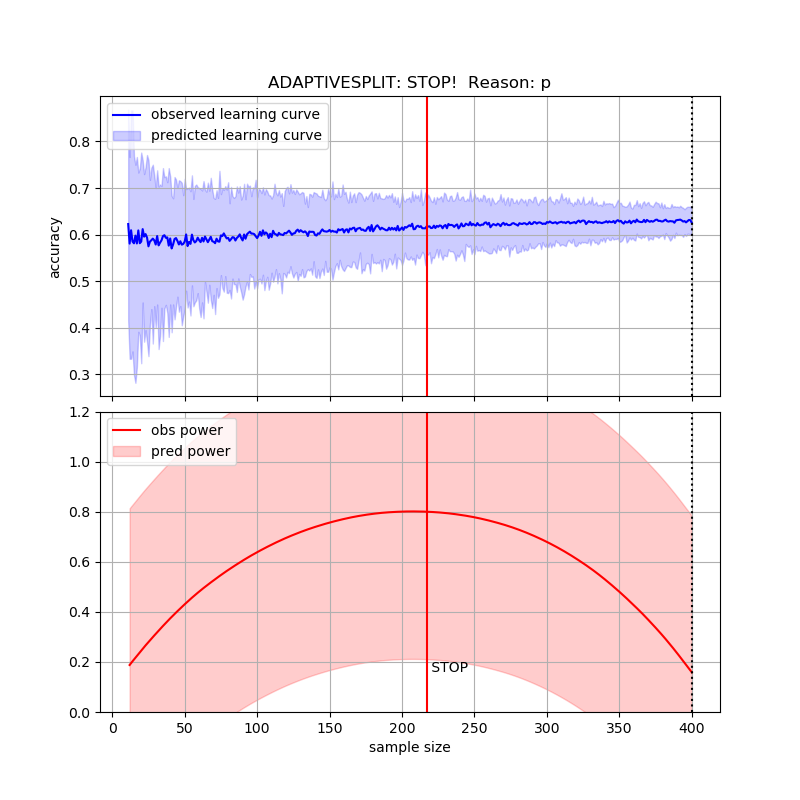 ADAPTIVESPLIT: STOP!  Reason: p
observed learning curve
predicted learning curve
0.8
0.7
0.6
0.5
0.4
0.3
accuracy
obs power
pred power
1.2
1.0
0.8
0.6
0.4
0.2
0.0
STOP
0 50 100 150 200 250 300 350 400
sample size